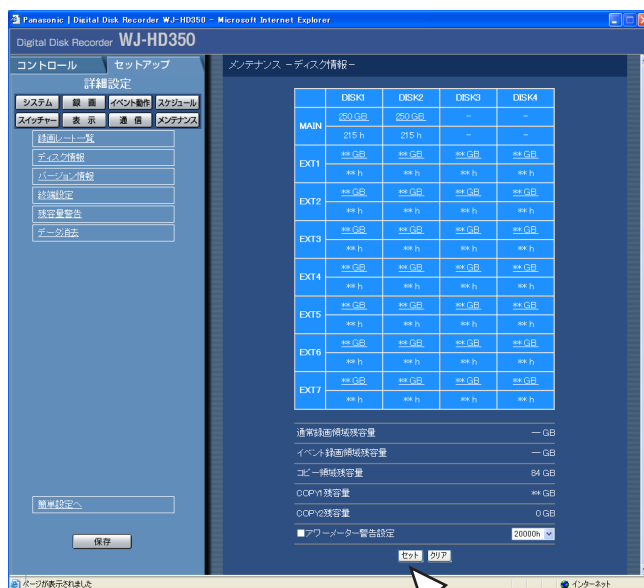 Panasonic | Digital Disk Recorder WJ-HD350 - Microsoft Internet Explorer
Digital Disk Recorder WJ-HD350
コントロール セットアップ
詳細設定
システム 録画 イベント動作 スケジュール
スイッチャー 表示 通信 メンテナンス
録画レート一覧
ディスク情報
バージョン情報
終端設定
残容量警告
データ消去
簡単設定へ
保存
メンテナンス －ディスク情報－
DISK1 DISK2 DISK3 DISK4
MAIN 250 GB 250 GB - -
215 h 215 h - -
EXT1 ** GB ** GB ** GB ** GB
** h ** h ** h ** h
EXT2 ** GB ** GB ** GB ** GB
** h ** h ** h ** h
EXT3 ** GB ** GB ** GB ** GB
** h ** h ** h ** h
EXT4 ** GB ** GB ** GB ** GB
** h ** h ** h ** h
EXT5 ** GB ** GB ** GB ** GB
** h ** h ** h ** h
EXT6 ** GB ** GB ** GB ** GB
** h ** h ** h ** h
EXT7 ** GB ** GB ** GB ** GB
** h ** h ** h ** h
通常録画領域残容量 --- GB
イベント録画領域残容量 --- GB
コピー領域残容量 84 GB
COPY1残容量 ** GB
COPY2残容量 0 GB
■アワーメーター警告設定 20000h
セット クリア
ページが表示されました インターネット